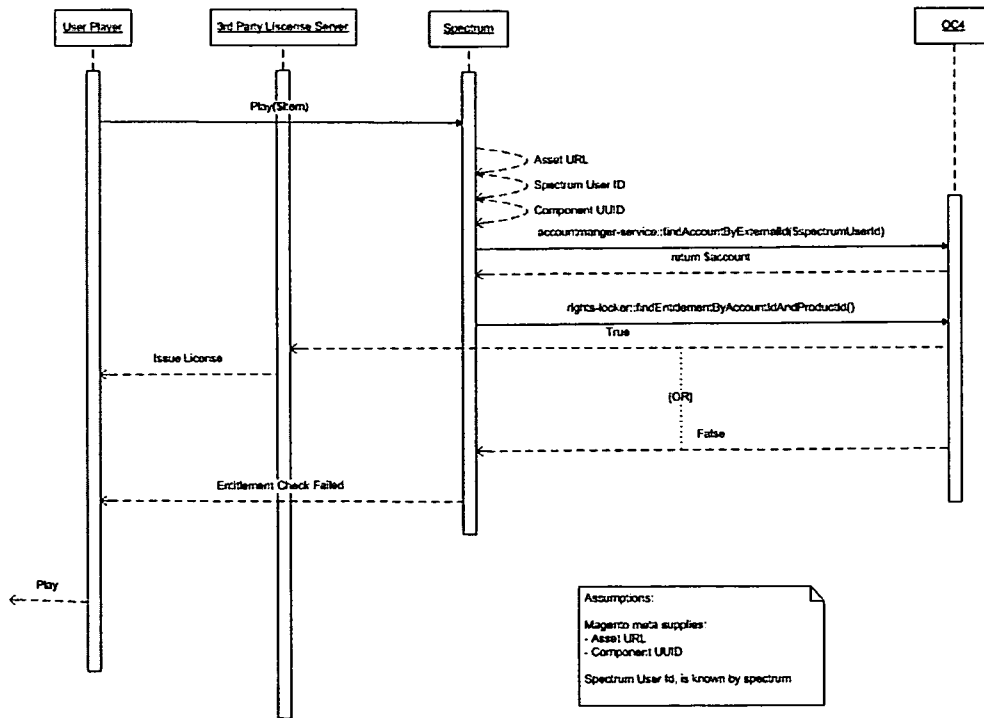 User Player
3rd Party Liscense Server
Spectrum
OC4
Play($item)
Asset URL
Spectrum User ID
Component UUID
accountmanger-service::findAccountByExternalId($spectrumUserId)
return $account
rights-locker::findEntitlementByAccountIdAndProductId()
True
Issue License
[OR]
False
Entitlement Check Failed
Play
Assumptions:
Magento meta supplies:
- Asset URL
- Component UUID
Spectrum User Id, is known by spectrum